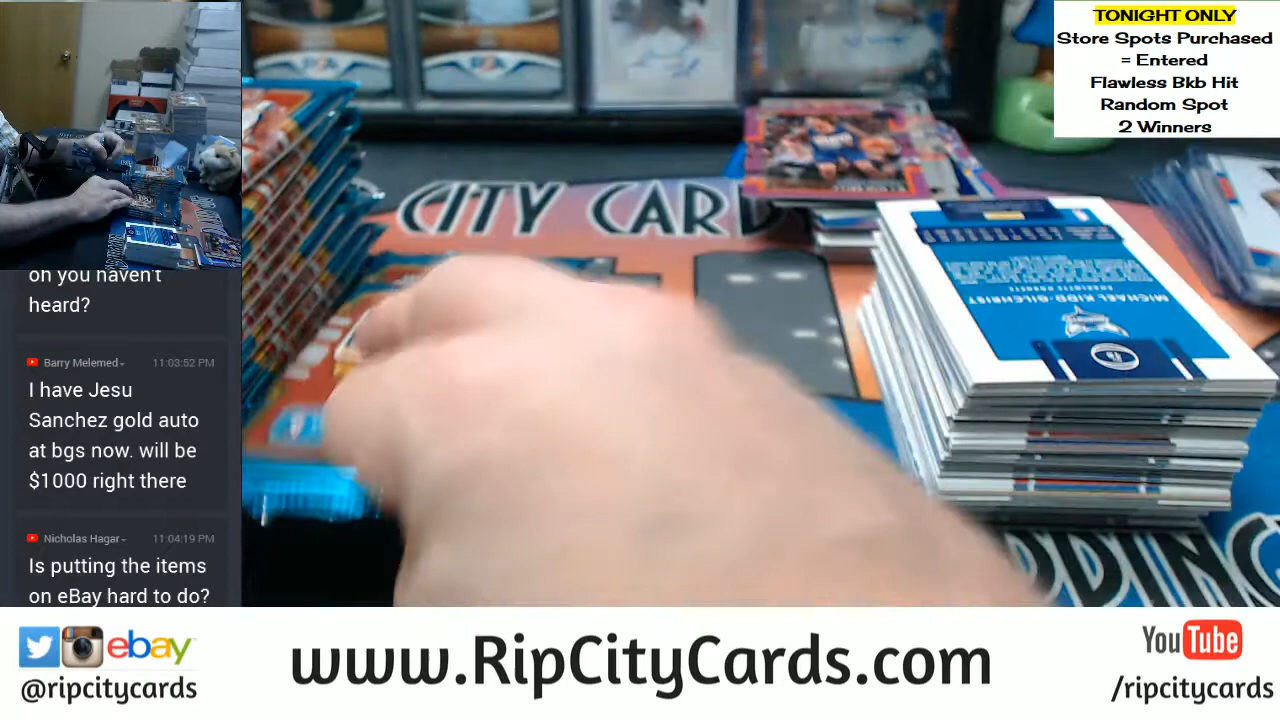 TONIGHT ONLY
Store Spots Purchased
= Entered
Flawless Bkb Hit
Random Spot
2 Winners
CITY CARD
MICHAEL KIDD-GILCHRIST
CHARLOTTE HORNETS
oh you haven't
heard?
Barry Melemed 11:03:52 PM
I have Jesu
Sanchez gold auto
at bgs now. will be
$1000 right there
Nicholas Hagar 11:04:19 PM
Is putting the items
on eBay hard to do?
ebay
@ripcitycards
www.RipCityCards.com
YouTube
/ripcitycards